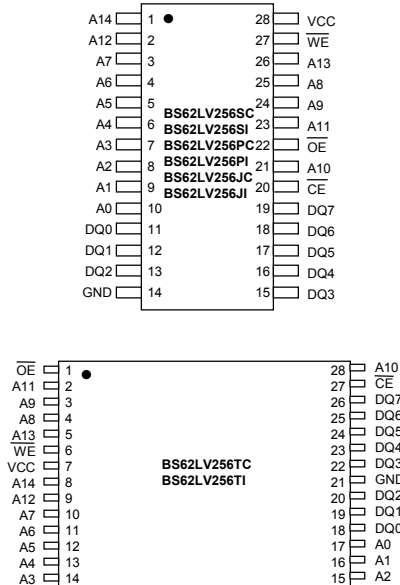 A14 1 28 VCC
A12 2 27 WE
A7 3 26 A13
A6 4 25 A8
A5 5 24 A9
A4 6 23 A11
A3 7 22 OE
A2 8 21 A10
A1 9 20 CE
A0 10 19 DQ7
DQ0 11 18 DQ6
DQ1 12 17 DQ5
DQ2 13 16 DQ4
GND 14 15 DQ3
BS62LV256SC
BS62LV256SI
BS62LV256PC
BS62LV256PI
BS62LV256JC
BS62LV256JI
OE 1 28 A10
A11 2 27 CE
A9 3 26 DQ7
A8 4 25 DQ6
A13 5 24 DQ5
WE 6 23 DQ4
VCC 7 22 DQ3
A14 8 21 GND
A12 9 20 DQ2
A7 10 19 DQ1
A6 11 18 DQ0
A5 12 17 A0
A4 13 16 A1
A3 14 15 A2
BS62LV256TC
BS62LV256TI